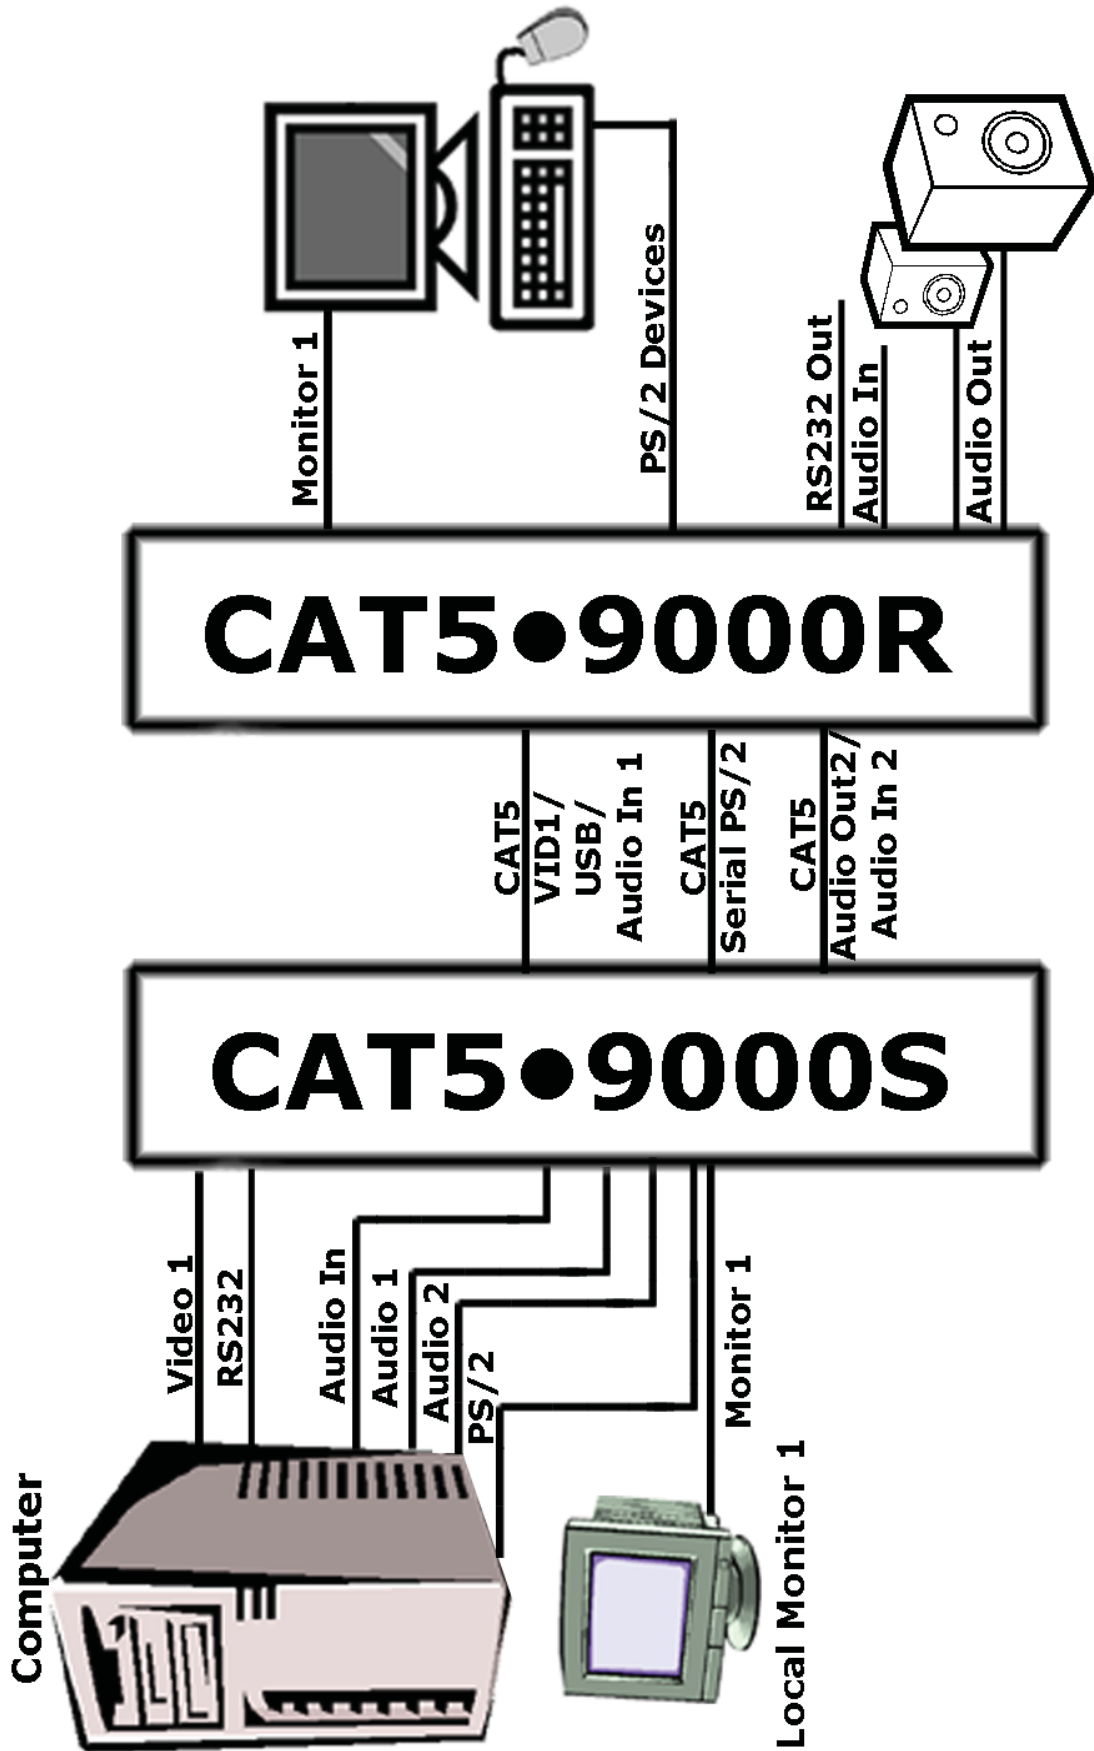 Monitor 1
PS/2 Devices
RS232 Out
Audio In
Audio Out
CAT5•9000R
CAT5
VID1/
USB/
Audio In 1
CAT5
Serial PS/2
CAT5
Audio Out2/
Audio In 2
CAT5•9000S
Video 1
RS232
Audio In
Audio 1
Audio 2
PS/2
Monitor 1
Computer
Local Monitor 1